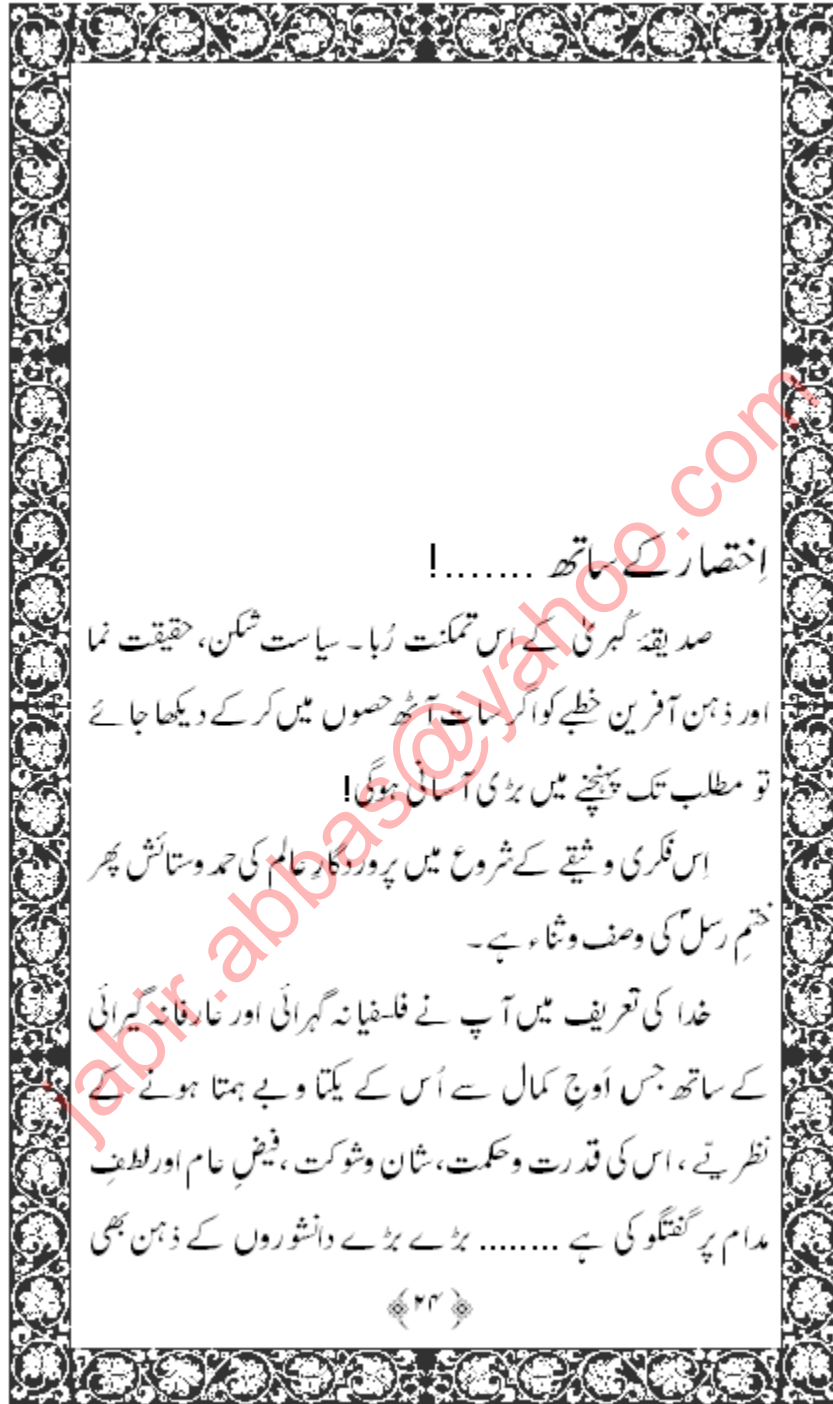 اِختصار کے ساتھ .......!
صدیقۂ کُبریٰ کے اِس تمکنت رُبا۔ سیاست شکن، حقیقت نما
اور ذہن آفرین خطبے کو اگر سات آٹھ حصوں میں کر کے دیکھا جائے
تو مطلب تک پہنچنے میں بڑی آسانی ہوگی!
اِس فکری وثیقے کے شروع میں پروردگارِ عالم کی حمد وستائش پھر
ختمِ رسلؐ کی وصف وثناء ہے۔
خدا کی تعریف میں آپ نے فلسفیانہ گہرائی اور عارفانہ گیرائی
کے ساتھ جس اَوجِ کمال سے اُس کے یکتا و بے ہمتا ہونے کے
نظریّے ، اس کی قدرت وحکمت، شان وشوکت ،فیضِ عام اور لطفِ
مدام پر گفتگو کی ہے ........ بڑے بڑے دانشوروں کے ذہن بھی
﴿۲۴﴾
jabir.abbas@yahoo.com